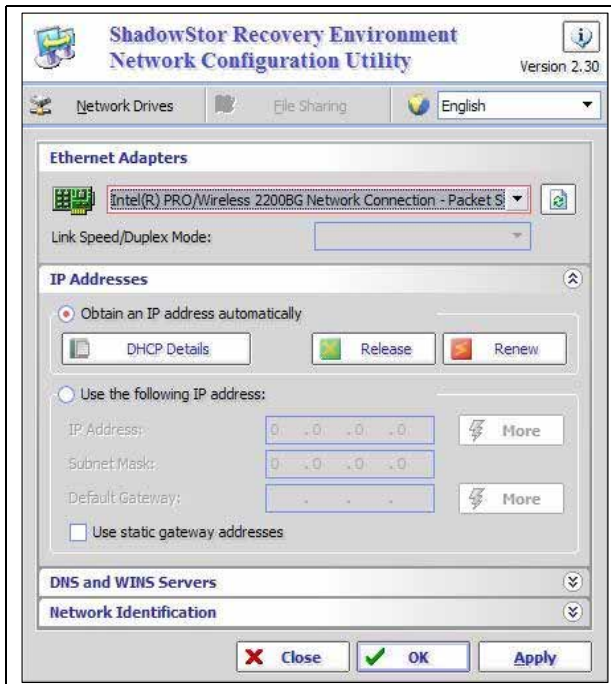 ShadowStor Recovery Environment
Network Configuration Utility
Version 2.30
Network Drives
File Sharing
English
Ethernet Adapters
Intel(R) PRO/Wireless 2200BG Network Connection - Packet S
Link Speed/Duplex Mode:
IP Addresses
Obtain an IP address automatically
DHCP Details
Release
Renew
Use the following IP address:
IP Address: 0 .0 .0 .0 More
Subnet Mask: 0 .0 .0 .0
Default Gateway: . . . More
Use static gateway addresses
DNS and WINS Servers
Network Identification
Close
OK
Apply